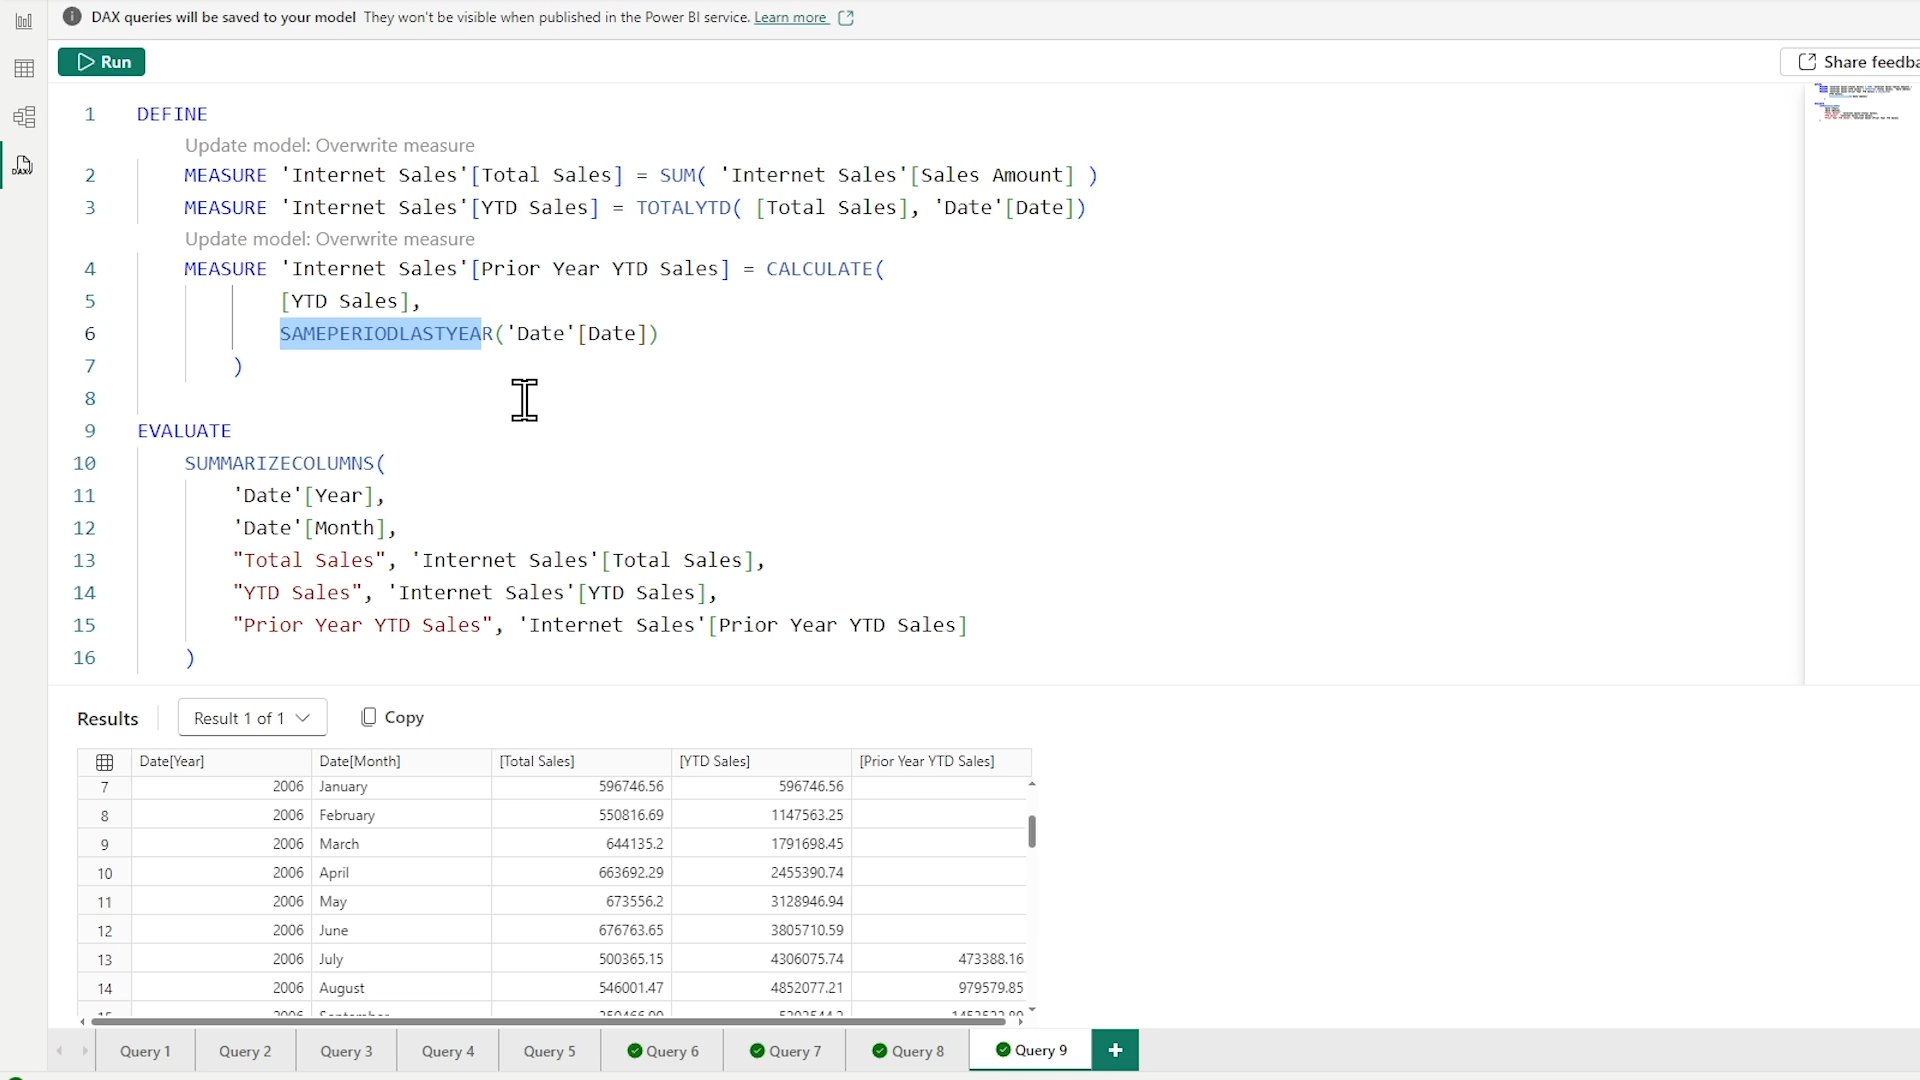 DAX queries will be saved to your model They won't be visible when published in the Power BI service. Learn more
Run
Share feedba
1 DEFINE
Update model: Overwrite measure
2 MEASURE 'Internet Sales'[Total Sales] = SUM( 'Internet Sales'[Sales Amount] )
3 MEASURE 'Internet Sales'[YTD Sales] = TOTALYTD( [Total Sales], 'Date'[Date])
Update model: Overwrite measure
4 MEASURE 'Internet Sales'[Prior Year YTD Sales] = CALCULATE(
5 [YTD Sales],
6 SAMEPERIODLASTYEAR('Date'[Date])
7 )
8
9 EVALUATE
10 SUMMARIZECOLUMNS(
11 'Date'[Year],
12 'Date'[Month],
13 "Total Sales", 'Internet Sales'[Total Sales],
14 "YTD Sales", 'Internet Sales'[YTD Sales],
15 "Prior Year YTD Sales", 'Internet Sales'[Prior Year YTD Sales]
16 )
DAX
Results Result 1 of 1 Copy
Date[Year] Date[Month] [Total Sales] [YTD Sales] [Prior Year YTD Sales]
7 2006 January 596746.56 596746.56
8 2006 February 550816.69 1147563.25
9 2006 March 644135.2 1791698.45
10 2006 April 663692.29 2455390.74
11 2006 May 673556.2 3128946.94
12 2006 June 676763.65 3805710.59
13 2006 July 500365.15 4306075.74 473388.16
14 2006 August 546001.47 4852077.21 979579.85
15 2006 September
Query 1 Query 2 Query 3 Query 4 Query 5 Query 6 Query 7 Query 8 Query 9 +